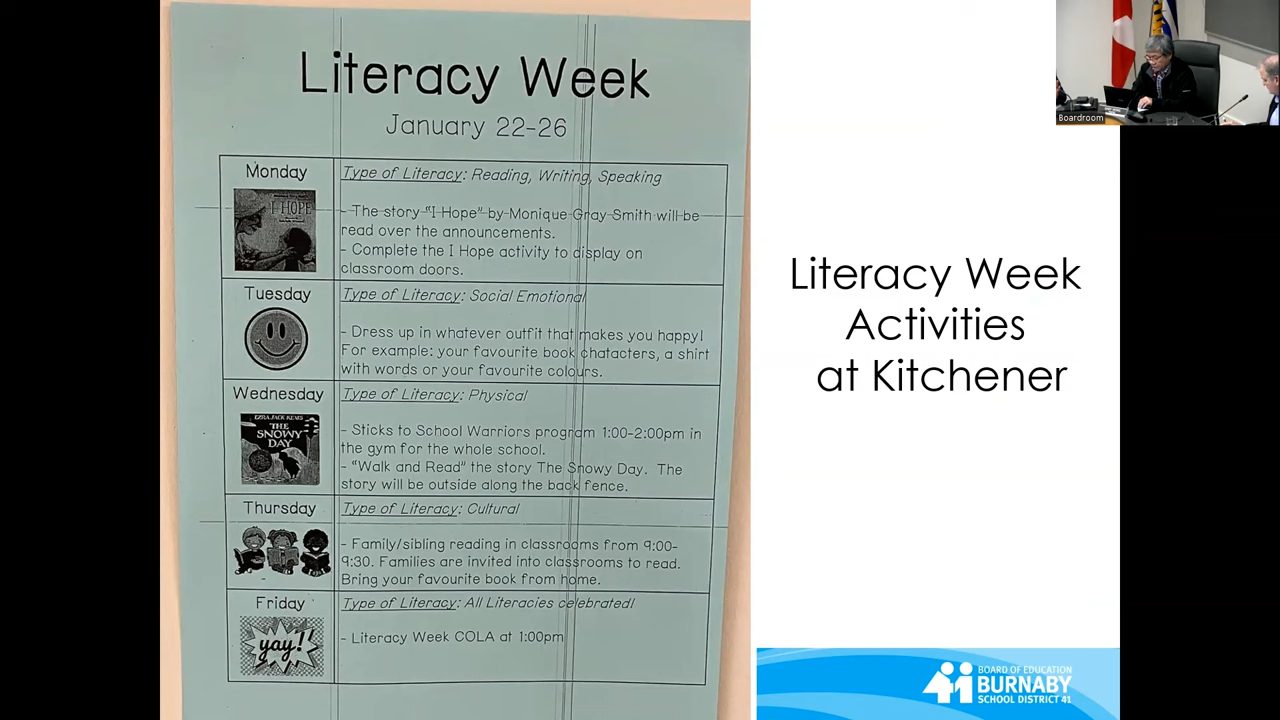 Literacy Week
January 22-26
Monday
I HOPE
Type of Literacy: Reading, Writing, Speaking
- The story "I Hope" by Monique Gray Smith will be
read over the announcements.
- Complete the I Hope activity to display on
classroom doors.
Tuesday
Type of Literacy: Social Emotional
- Dress up in whatever outfit that makes you happy!
For example: your favourite book chatacters, a shirt
with words or your favourite colours.
Wednesday
EZRA JACK KEATS
THE
SNOWY
DAY
Type of Literacy: Physical
- Sticks to School Warriors program 1:00-2:00pm in
the gym for the whole school.
- "Walk and Read" the story The Snowy Day. The
story will be outside along the back fence.
Thursday
Type of Literacy: Cultural
- Family/sibling reading in classrooms from 9:00-
9:30. Families are invited into classrooms to read.
Bring your favourite book from home.
Friday
yay!
Type of Literacy: All Literacies celebrated!
- Literacy Week COLA at 1:00pm
Literacy Week
Activities
at Kitchener
Boardroom
BOARD OF EDUCATION
BURNABY
SCHOOL DISTRICT 41